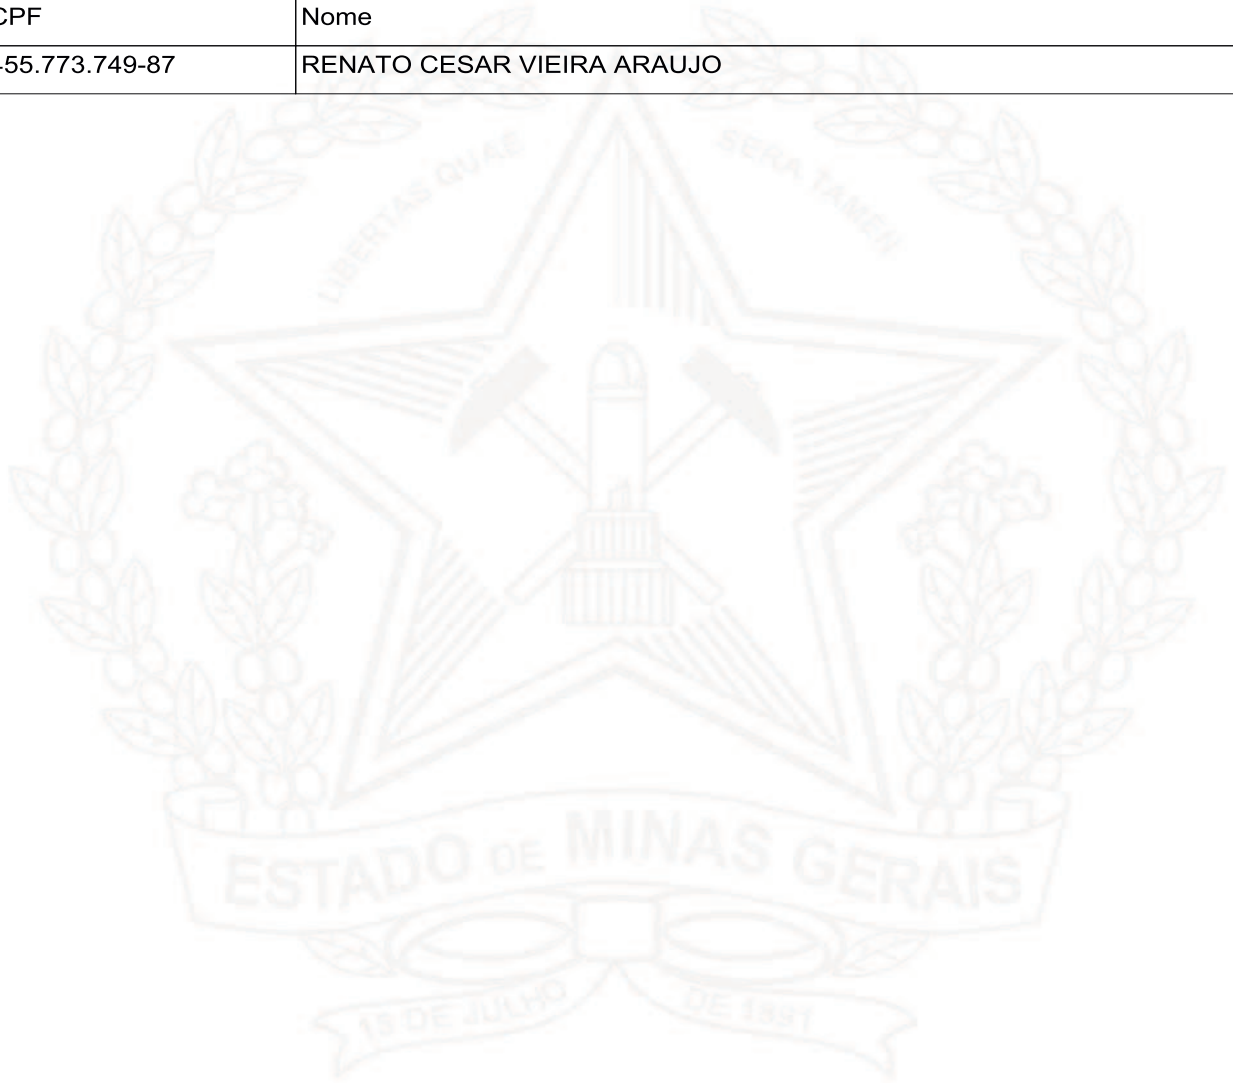 CPF
Nome
455.773.749-87
RENATO CESAR VIEIRA ARAUJO
LIBERTAS QUAE
SERA TAMEN
ESTADO DE MINAS GERAIS
15 DE JULHO
DE 1891